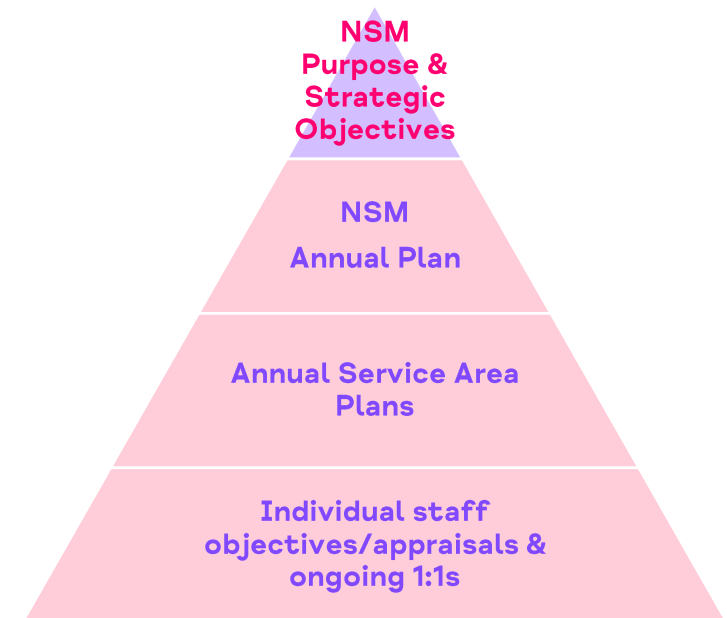 NSM
Purpose &
Strategic
Objectives
NSM
Annual Plan
Annual Service Area
Plans
Individual staff
objectives/appraisals &
ongoing 1:1s